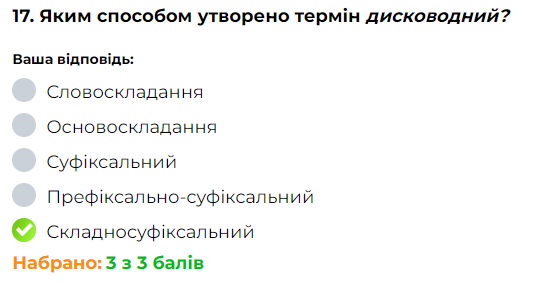 17. Яким способом утворено термін дисководний?
Ваша відповідь:
Словоскладання
Основоскладання
Суфіксальний
Префіксально-суфіксальний
Складносуфіксальний
Набрано: 3 з 3 балів